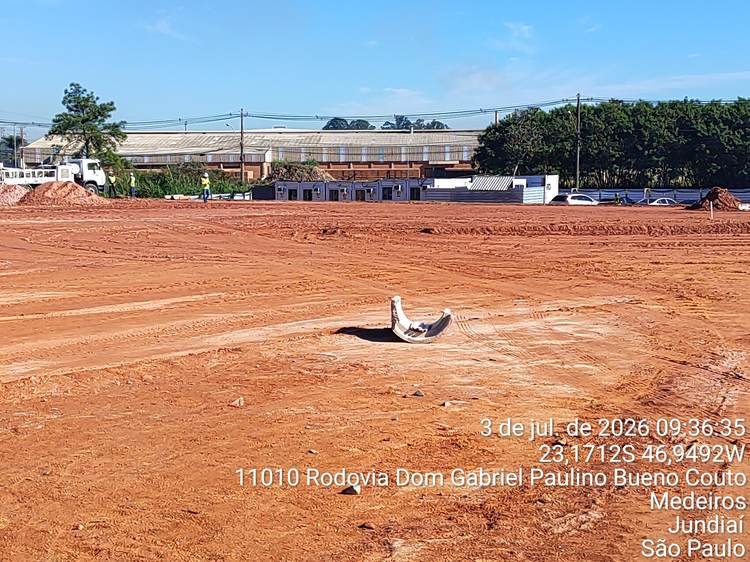 3 de jul. de 2026 09:36:35
23,1712S 46,9492W
11010 Rodovia Dom Gabriel Paulino Bueno Couto
Medeiros
Jundiaí
São Paulo